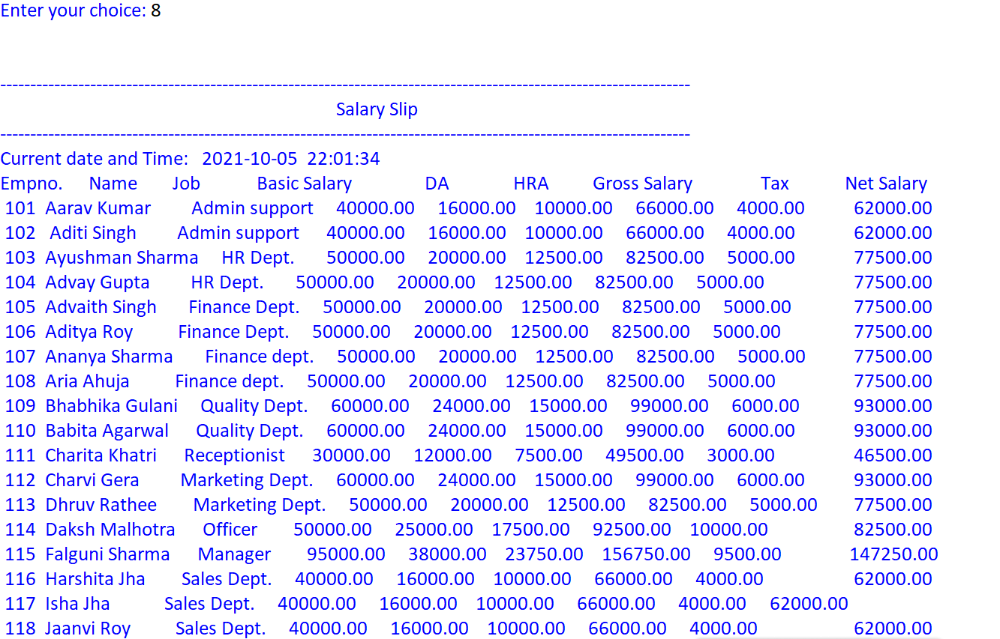 Enter your choice: 8
--------------------------------------------------------------------------------------------------------------------
Salary Slip
--------------------------------------------------------------------------------------------------------------------
Current date and Time: 2021-10-05 22:01:34
Empno. Name Job Basic Salary DA HRA Gross Salary Tax Net Salary
101 Aarav Kumar Admin support 40000.00 16000.00 10000.00 66000.00 4000.00 62000.00
102 Aditi Singh Admin support 40000.00 16000.00 10000.00 66000.00 4000.00 62000.00
103 Ayushman Sharma HR Dept. 50000.00 20000.00 12500.00 82500.00 5000.00 77500.00
104 Advay Gupta HR Dept. 50000.00 20000.00 12500.00 82500.00 5000.00 77500.00
105 Advaith Singh Finance Dept. 50000.00 20000.00 12500.00 82500.00 5000.00 77500.00
106 Aditya Roy Finance Dept. 50000.00 20000.00 12500.00 82500.00 5000.00 77500.00
107 Ananya Sharma Finance dept. 50000.00 20000.00 12500.00 82500.00 5000.00 77500.00
108 Aria Ahuja Finance dept. 50000.00 20000.00 12500.00 82500.00 5000.00 77500.00
109 Bhabhika Gulani Quality Dept. 60000.00 24000.00 15000.00 99000.00 6000.00 93000.00
110 Babita Agarwal Quality Dept. 60000.00 24000.00 15000.00 99000.00 6000.00 93000.00
111 Charita Khatri Receptionist 30000.00 12000.00 7500.00 49500.00 3000.00 46500.00
112 Charvi Gera Marketing Dept. 60000.00 24000.00 15000.00 99000.00 6000.00 93000.00
113 Dhruv Rathee Marketing Dept. 50000.00 20000.00 12500.00 82500.00 5000.00 77500.00
114 Daksh Malhotra Officer 50000.00 25000.00 17500.00 92500.00 10000.00 82500.00
115 Falguni Sharma Manager 95000.00 38000.00 23750.00 156750.00 9500.00 147250.00
116 Harshita Jha Sales Dept. 40000.00 16000.00 10000.00 66000.00 4000.00 62000.00
117 Isha Jha Sales Dept. 40000.00 16000.00 10000.00 66000.00 4000.00 62000.00
118 Jaanvi Roy Sales Dept. 40000.00 16000.00 10000.00 66000.00 4000.00 62000.00